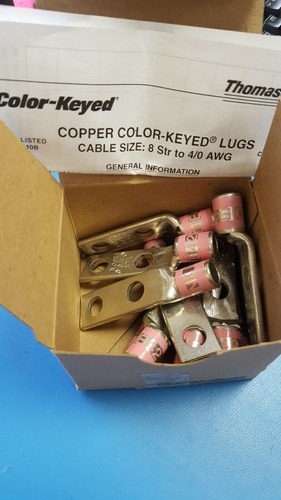 Color-Keyed®
Thomas
LISTED
COPPER COLOR-KEYED® LUGS
CABLE SIZE: 8 Str to 4/0 AWG
GENERAL INFORMATION